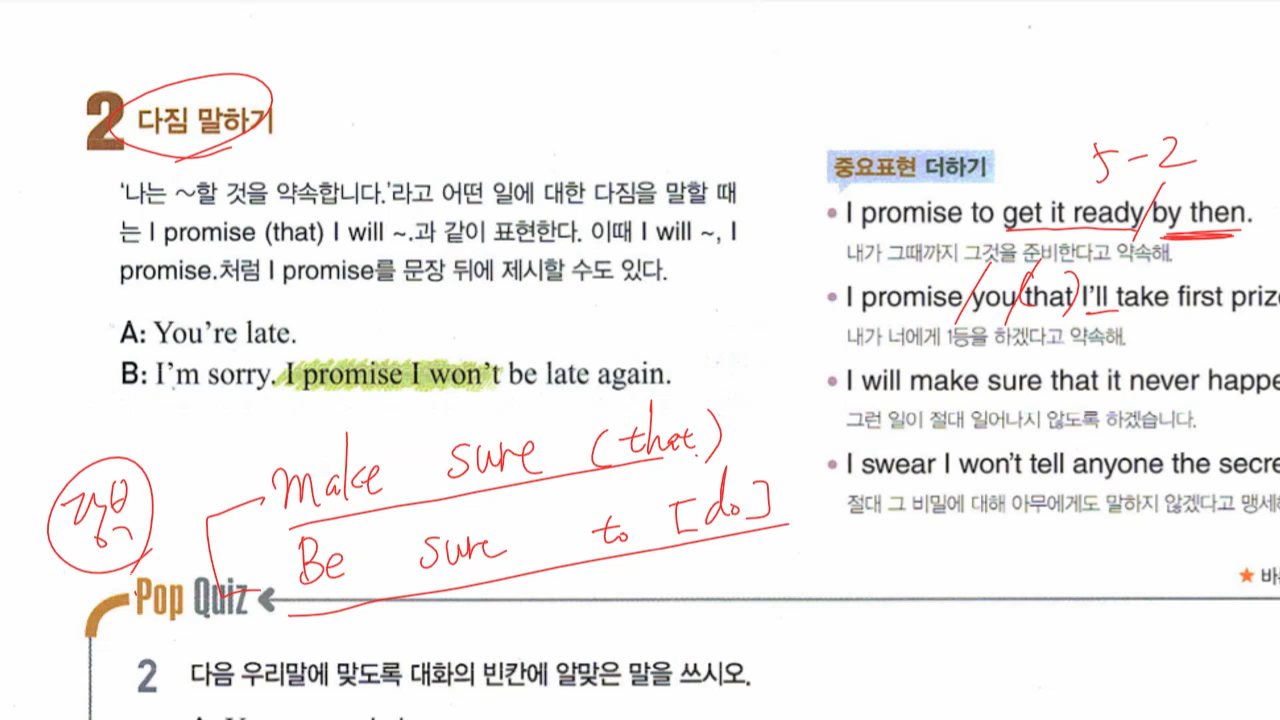 2 다짐 말하기
'나는 ~할 것을 약속합니다.'라고 어떤 일에 대한 다짐을 말할 때
는 I promise (that) I will ~.과 같이 표현한다. 이때 I will ~, I
promise.처럼 I promise를 문장 뒤에 제시할 수도 있다.
A: You're late.
B: I'm sorry. I promise I won't be late again.
Make sure (that)
Be sure to [do]
5-2
중요표현 더하기
• I promise to get it ready by then.
내가 그때까지 그것을 준비한다고 약속해.
• I promise you (that) I'll take first prize
내가 너에게 1등을 하겠다고 약속해.
• I will make sure that it never happe
그런 일이 절대 일어나지 않도록 하겠습니다.
• I swear I won't tell anyone the secre
절대 그 비밀에 대해 아무에게도 말하지 않겠다고 맹세
Pop Quiz
2 다음 우리말에 맞도록 대화의 빈칸에 알맞은 말을 쓰시오.